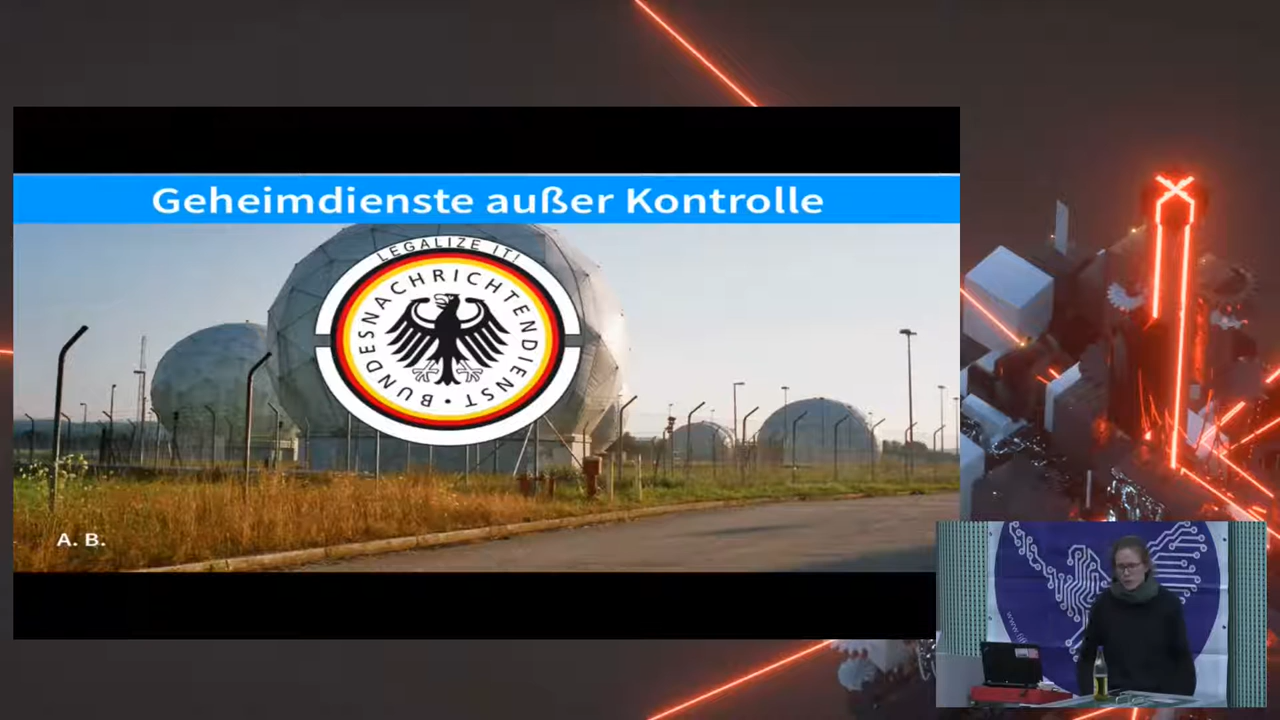 Geheimdienste außer Kontrolle
LEGALIZE IT!
BUNDESNACHRICHTENDIENST •
A. B.